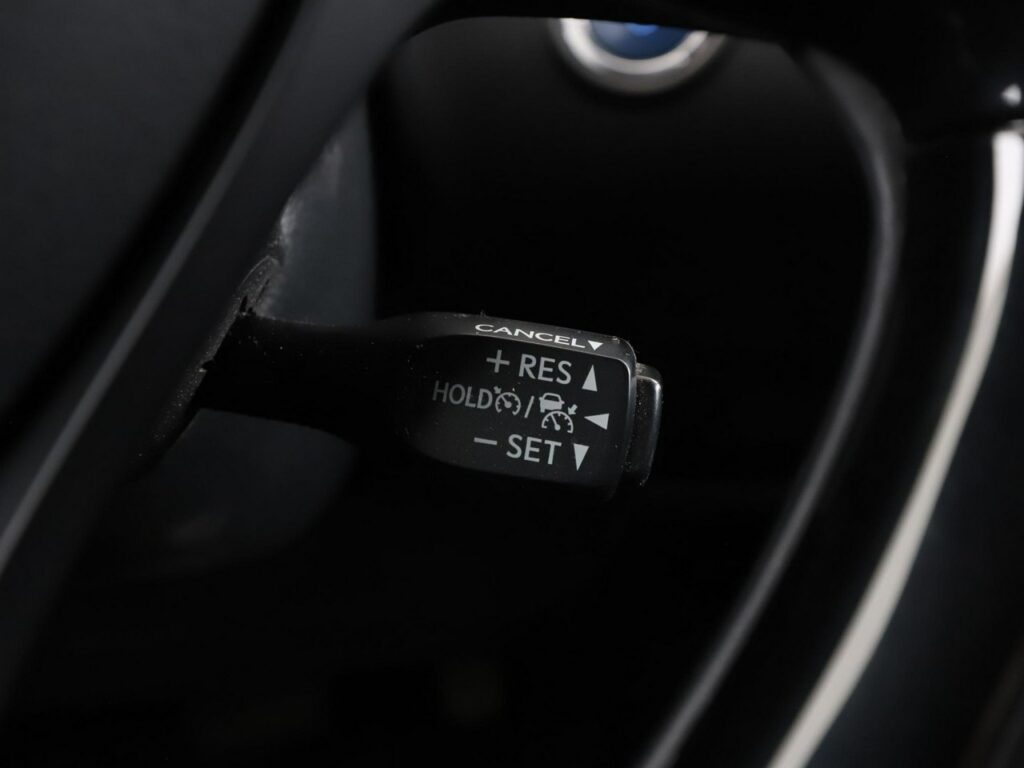 CANCEL▼
+ RES ▲
HOLD / ◀
− SET ▼